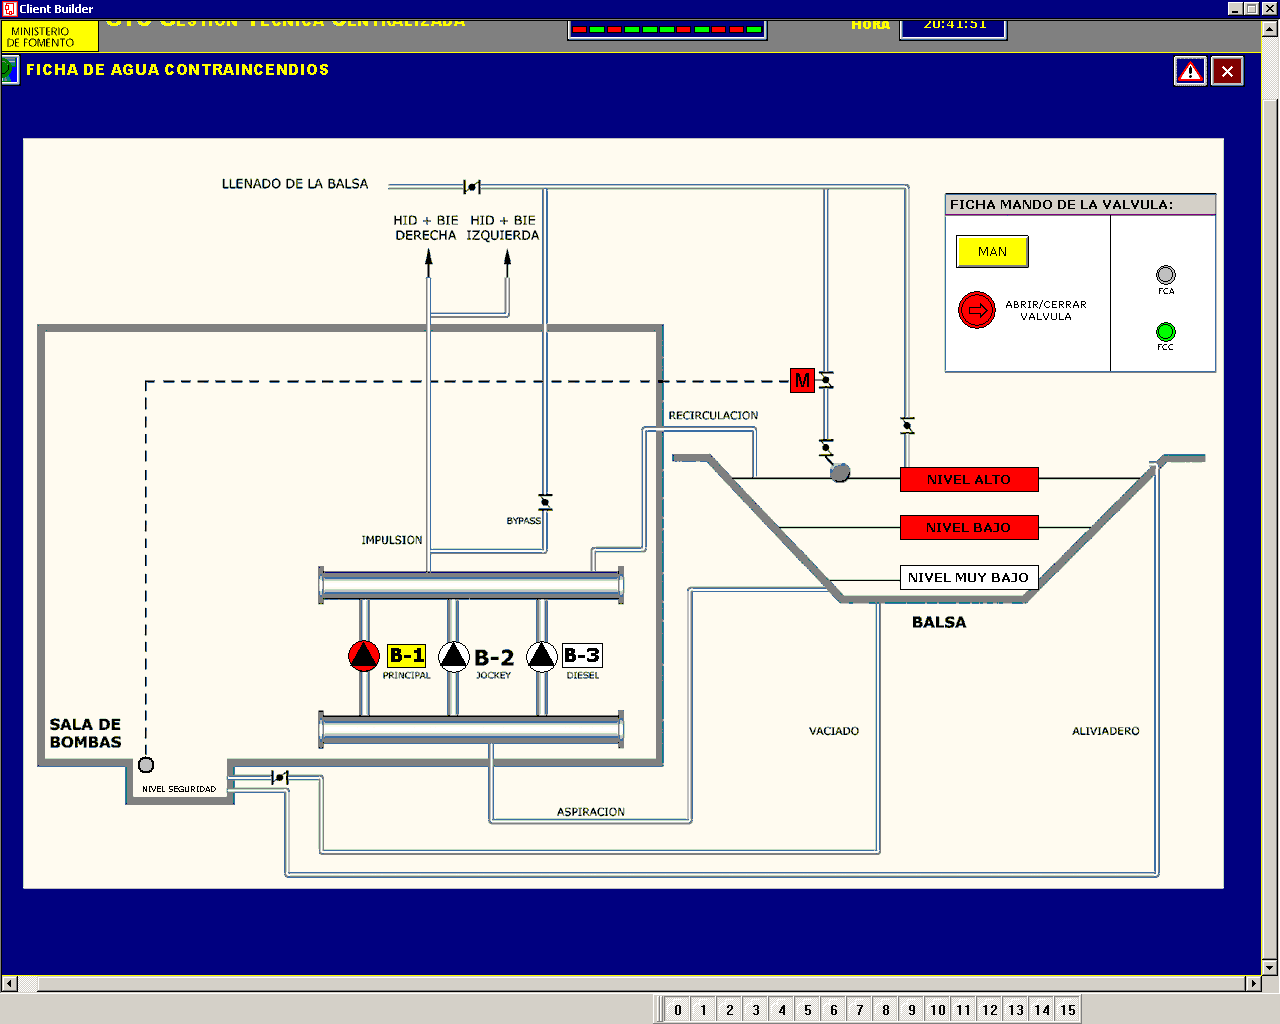 Client Builder
MINISTERIO
DE FOMENTO
GTC GESTIÓN TÉCNICA CENTRALIZADA
HORA
20:41:51
FICHA DE AGUA CONTRAINCENDIOS
LLENADO DE LA BALSA
HID + BIE
DERECHA
HID + BIE
IZQUIERDA
FICHA MANDO DE LA VALVULA:
MAN
ABRIR/CERRAR
VALVULA
FCA
FCC
M
RECIRCULACION
NIVEL ALTO
NIVEL BAJO
NIVEL MUY BAJO
BALSA
BYPASS
IMPULSION
B-1
PRINCIPAL
B-2
JOCKEY
B-3
DIESEL
SALA DE
BOMBAS
NIVEL SEGURIDAD
VACIADO
ALIVIADERO
ASPIRACION
0 1 2 3 4 5 6 7 8 9 10 11 12 13 14 15